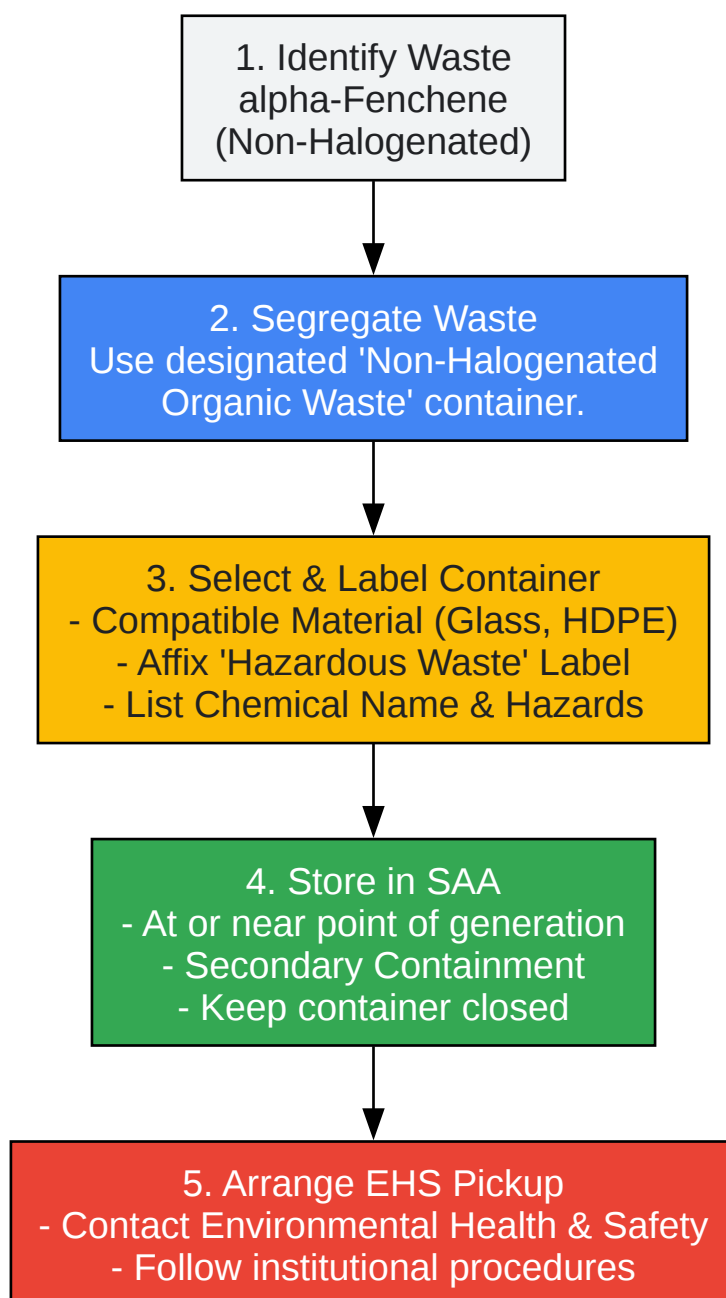 1. Identify Waste
alpha-Fenchene
(Non-Halogenated)
2. Segregate Waste
Use designated 'Non-Halogenated
Organic Waste' container.
3. Select & Label Container
- Compatible Material (Glass, HDPE)
- Affix 'Hazardous Waste' Label
- List Chemical Name & Hazards
4. Store in SAA
- At or near point of generation
- Secondary Containment
- Keep container closed
5. Arrange EHS Pickup
- Contact Environmental Health & Safety
- Follow institutional procedures